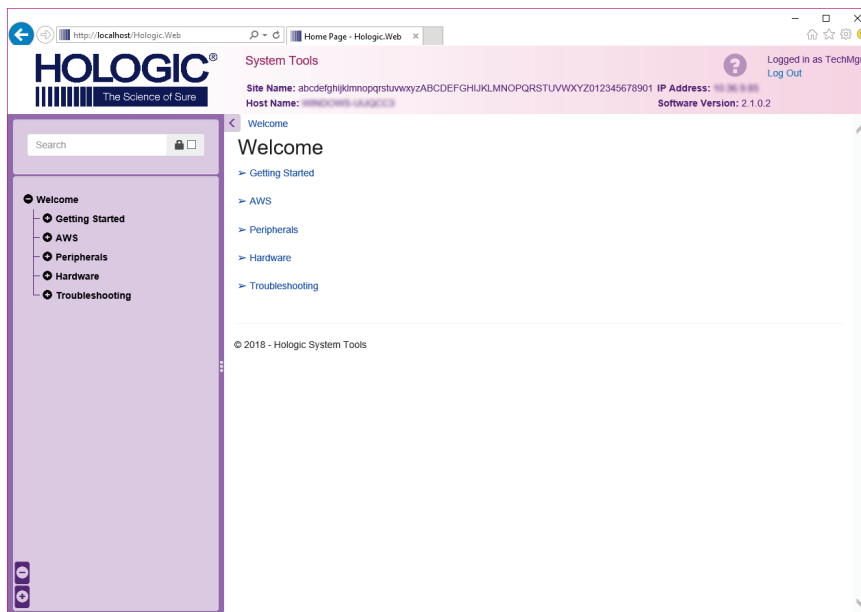 http://localhost/Hologic.Web
Home Page - Hologic.Web
HOLOGIC®
The Science of Sure
System Tools
Logged in as TechMgr
Log Out
Site Name: abcdefghijklmnopqrstuvwxyzABCDEFGHIJKLMNOPQRSTUVWXYZ012345678901 IP Address:
Host Name:
Software Version: 2.1.0.2
Search
Welcome
Getting Started
AWS
Peripherals
Hardware
Troubleshooting
Welcome
Welcome
➢ Getting Started
➢ AWS
➢ Peripherals
➢ Hardware
➢ Troubleshooting
© 2018 - Hologic System Tools